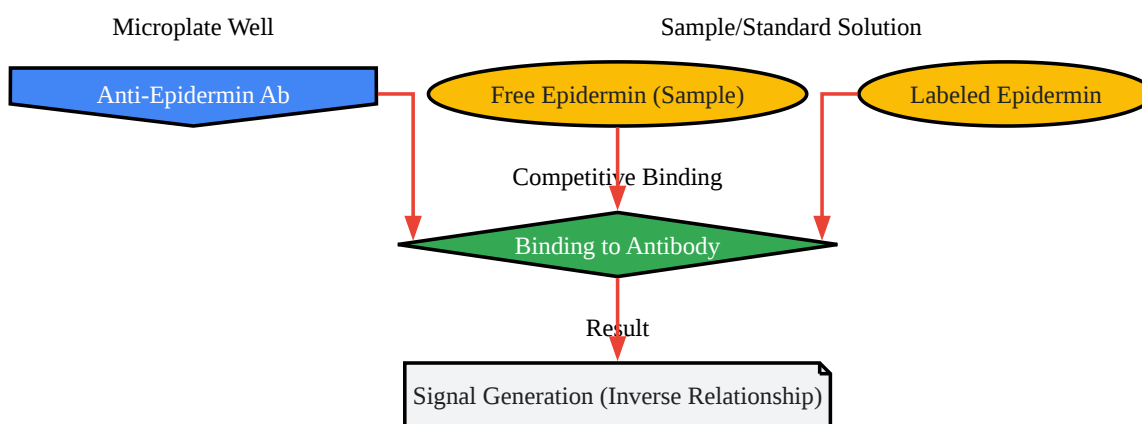 Microplate Well
Sample/Standard Solution
Anti-Epidermin Ab
Free Epidermin (Sample)
Labeled Epidermin
Competitive Binding
Binding to Antibody
Result
Signal Generation (Inverse Relationship)